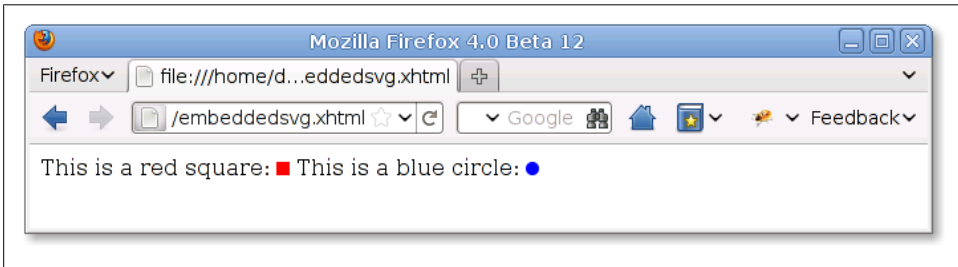 Mozilla Firefox 4.0 Beta 12
Firefox
file:///home/d...eddedsvg.xhtml
/embeddedsvg.xhtml
Google
Feedback
This is a red square: This is a blue circle: